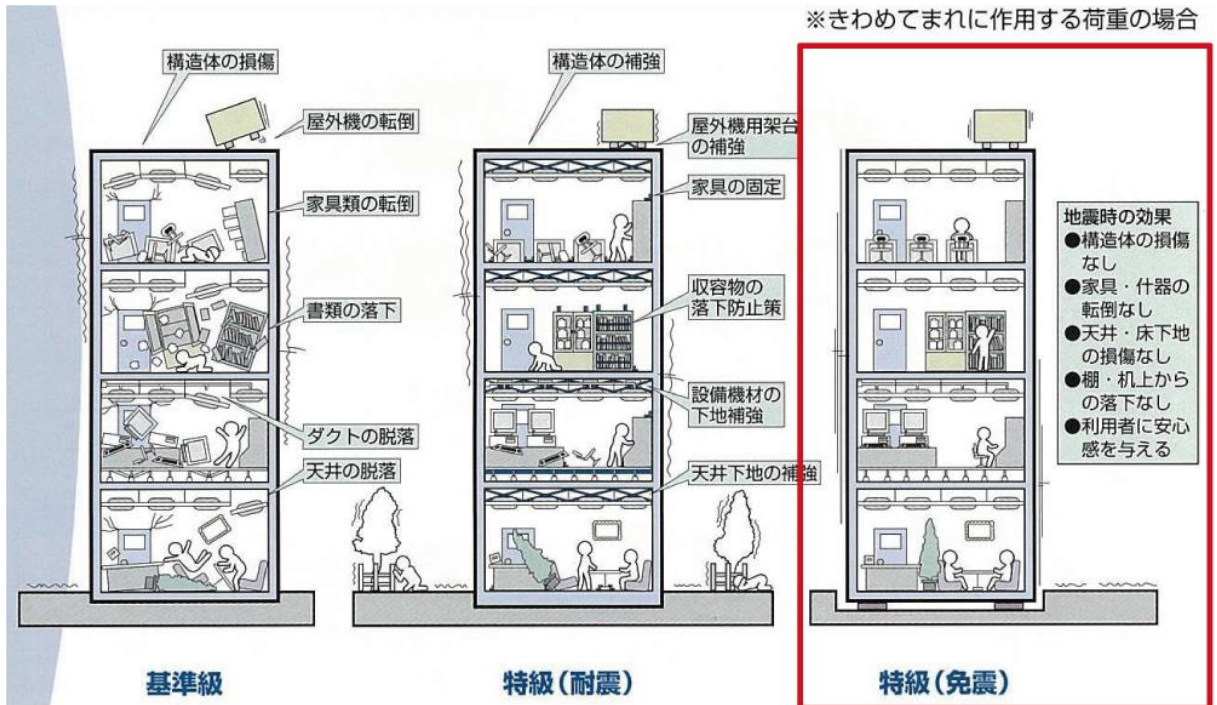 ※きわめてまれに作用する荷重の場合
構造体の損傷
屋外機の転倒
家具類の転倒
書類の落下
ダクトの脱落
天井の脱落
基準級
構造体の補強
屋外機用架台
の補強
家具の固定
収容物の
落下防止策
設備機材の
下地補強
天井下地の補強
特級（耐震）
地震時の効果
●構造体の損傷
なし
●家具・什器の
転倒なし
●天井・床下地
の損傷なし
●棚・机上から
の落下なし
●利用者に安心
感を与える
特級（免震）